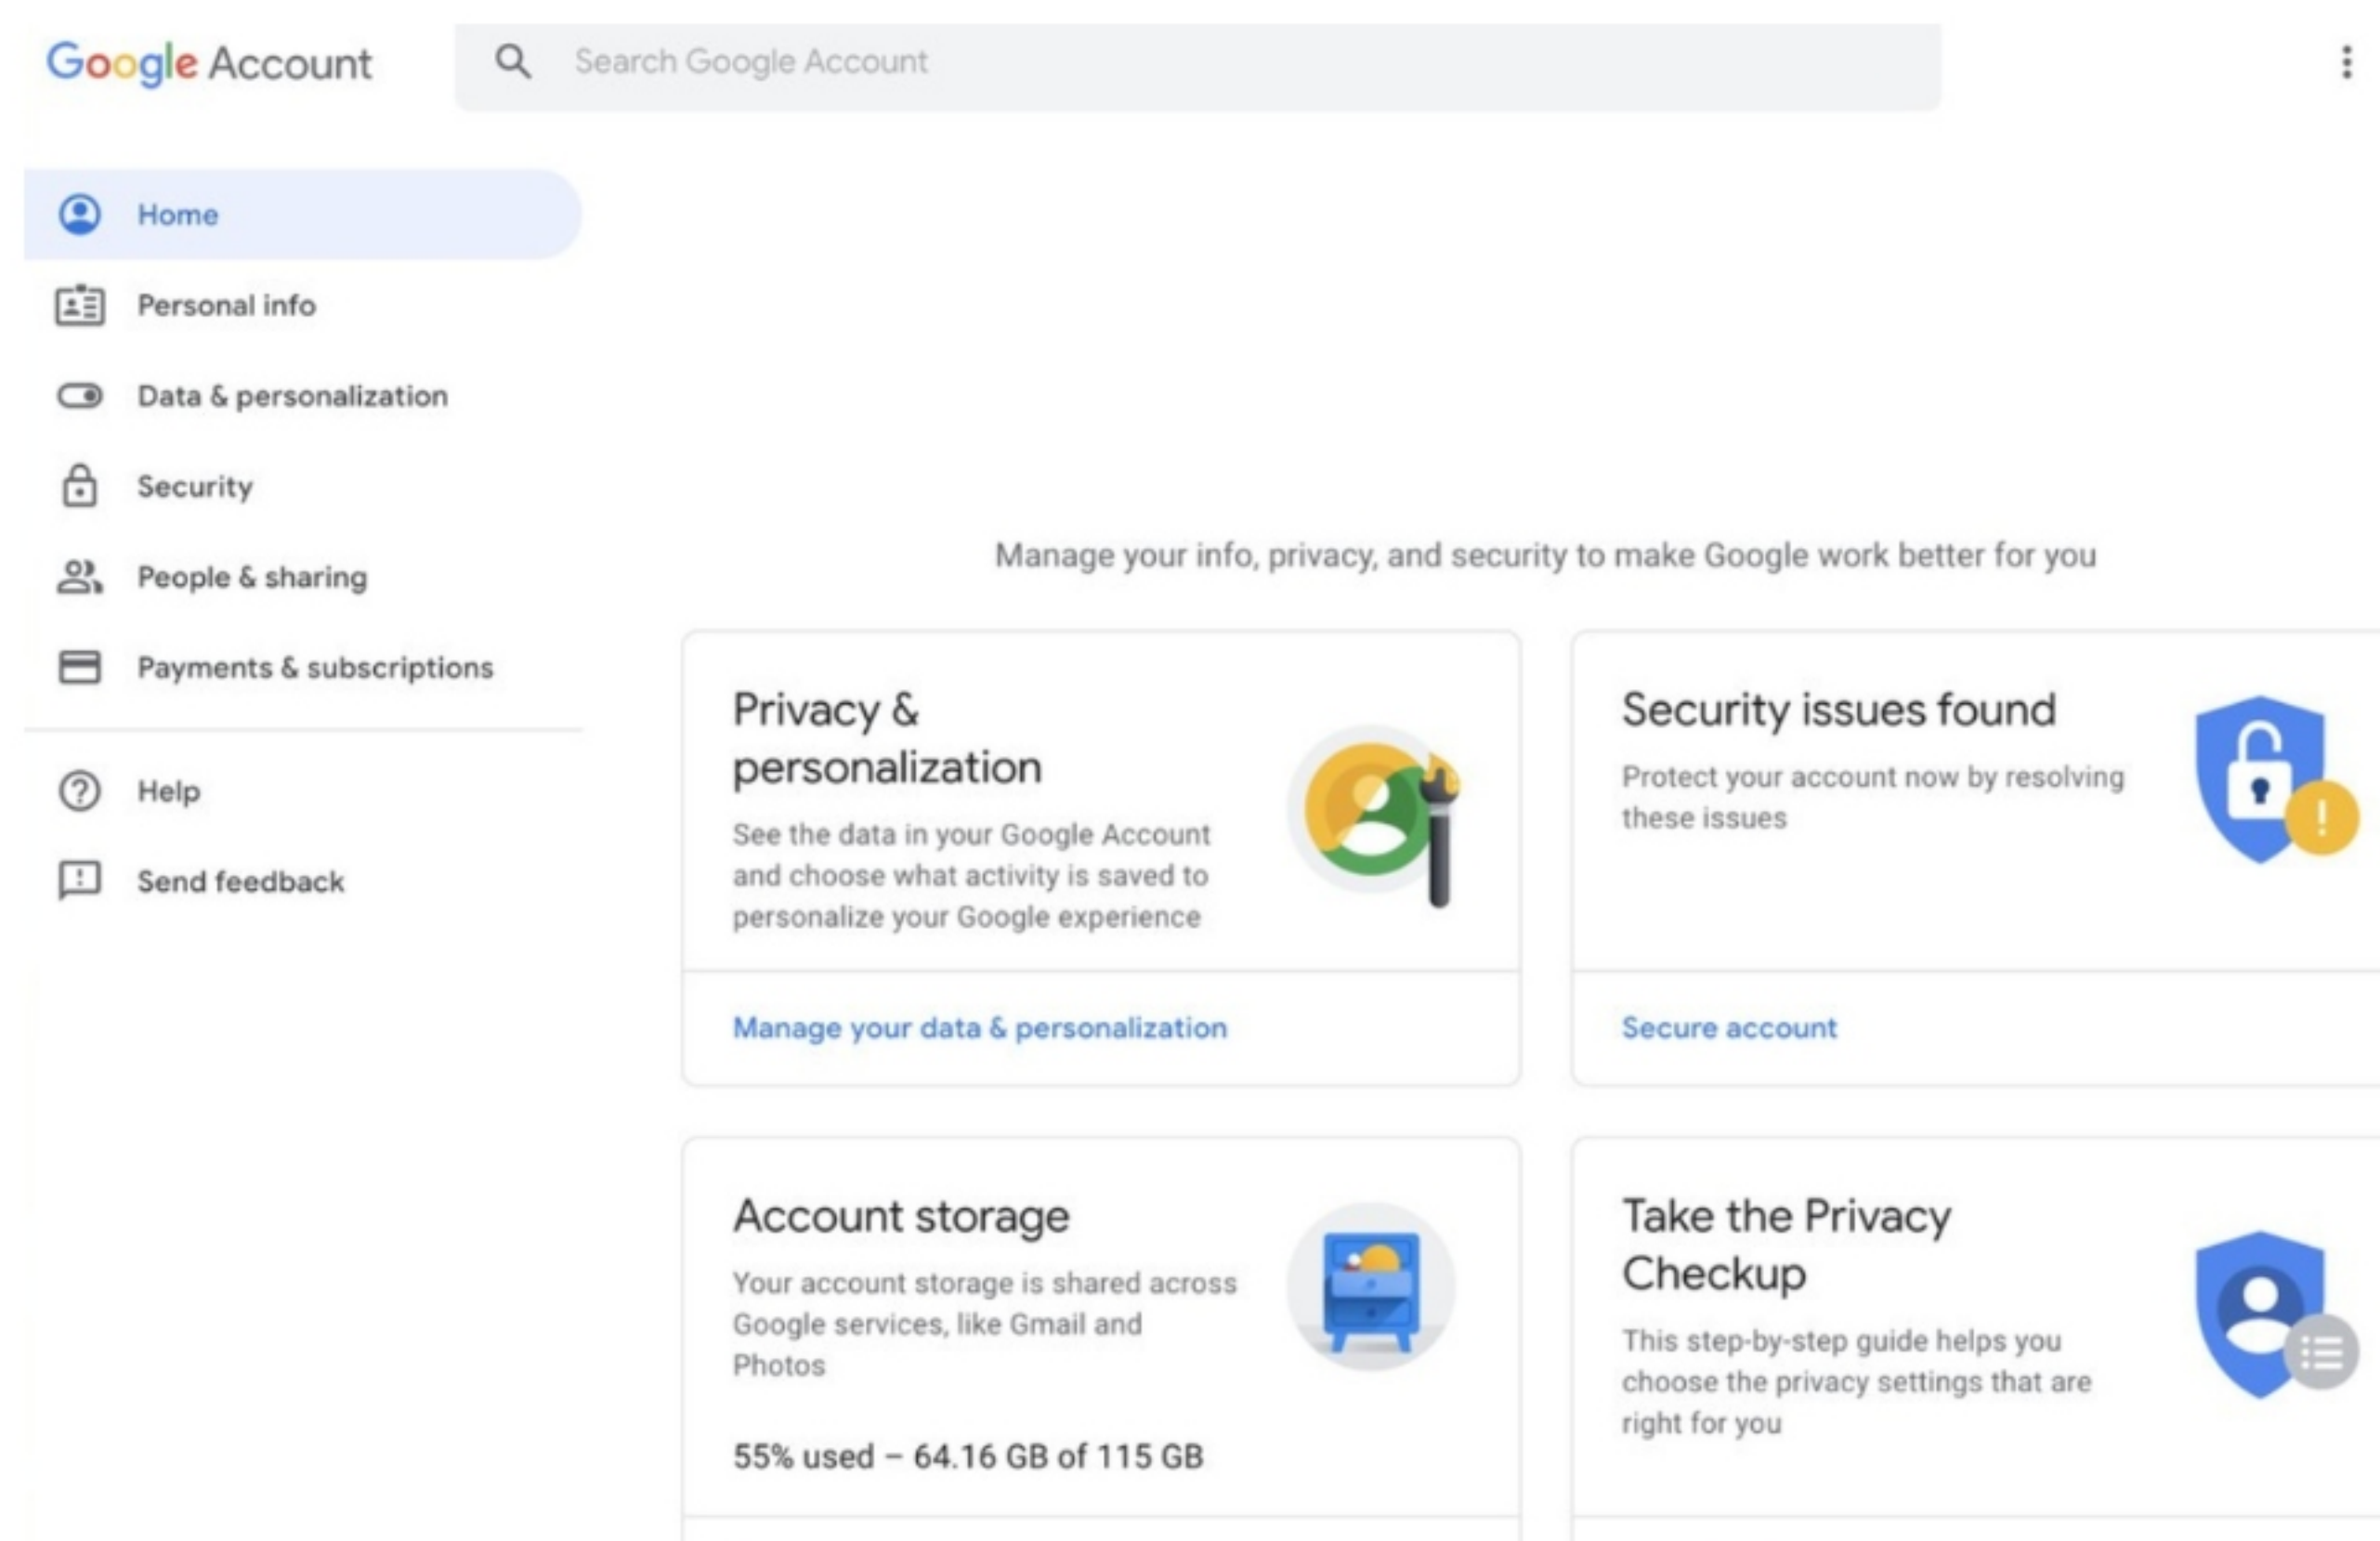 Google Account
Search Google Account
Home
Personal info
Data & personalization
Security
People & sharing
Payments & subscriptions
Help
Send feedback
Manage your info, privacy, and security to make Google work better for you
Privacy &
personalization
See the data in your Google Account
and choose what activity is saved to
personalize your Google experience
Manage your data & personalization
Security issues found
Protect your account now by resolving
these issues
Secure account
Account storage
Your account storage is shared across
Google services, like Gmail and
Photos
55% used – 64.16 GB of 115 GB
Take the Privacy
Checkup
This step-by-step guide helps you
choose the privacy settings that are
right for you